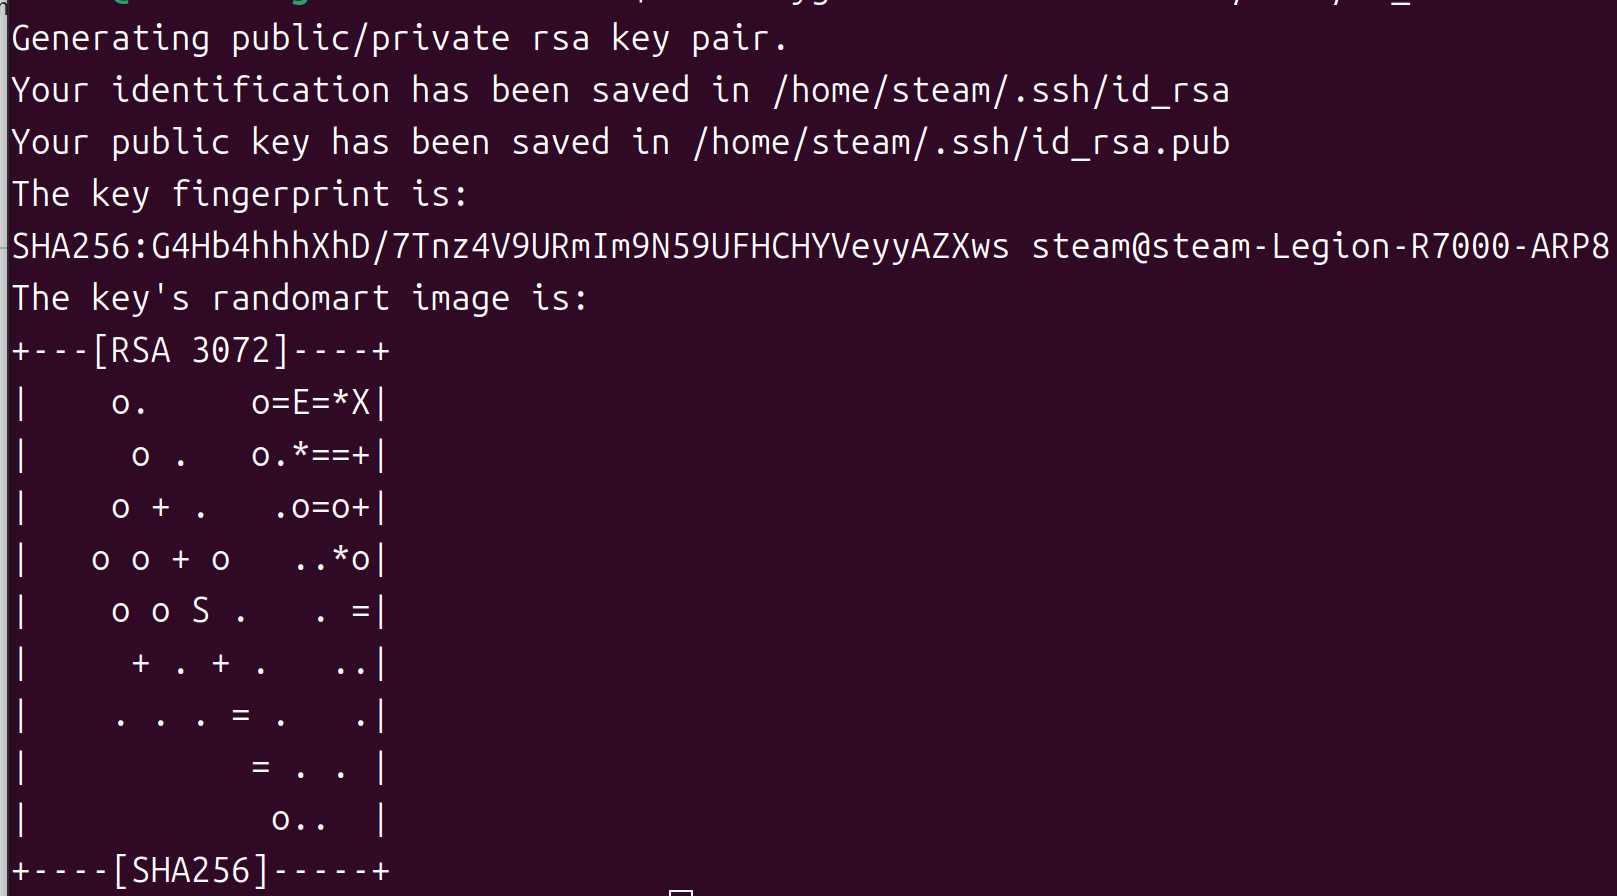 Generating public/private rsa key pair.
Your identification has been saved in /home/steam/.ssh/id_rsa
Your public key has been saved in /home/steam/.ssh/id_rsa.pub
The key fingerprint is:
SHA256:G4Hb4hhhXhD/7Tnz4V9URmIm9N59UFHCHYVeyyAZXws steam@steam-Legion-R7000-ARP8
The key's randomart image is:
+---[RSA 3072]----+
|    o.     o=E=*X|
|     o .   o.*==+|
|    o + .   .o=o+|
|   o o + o   ..*o|
|    o o S .   . =|
|     + . + .   ..|
|    . . . = .   .|
|           = . . |
|            o..  |
+----[SHA256]-----+